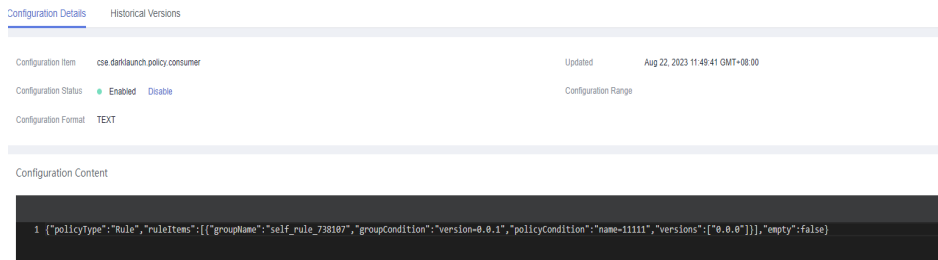 Configuration Details Historical Versions
Configuration Item cse.darklaunch.policy.consumer Updated Aug 22, 2023 11:49:41 GMT+08:00
Configuration Status Enabled Disable Configuration Range
Configuration Format TEXT
Configuration Content
1 {"policyType":"Rule","ruleItems":[{"groupName":"self_rule_738107","groupCondition":"version=0.0.1","policyCondition":"name=11111","versions":["0.0.0"]}],"empty":false}